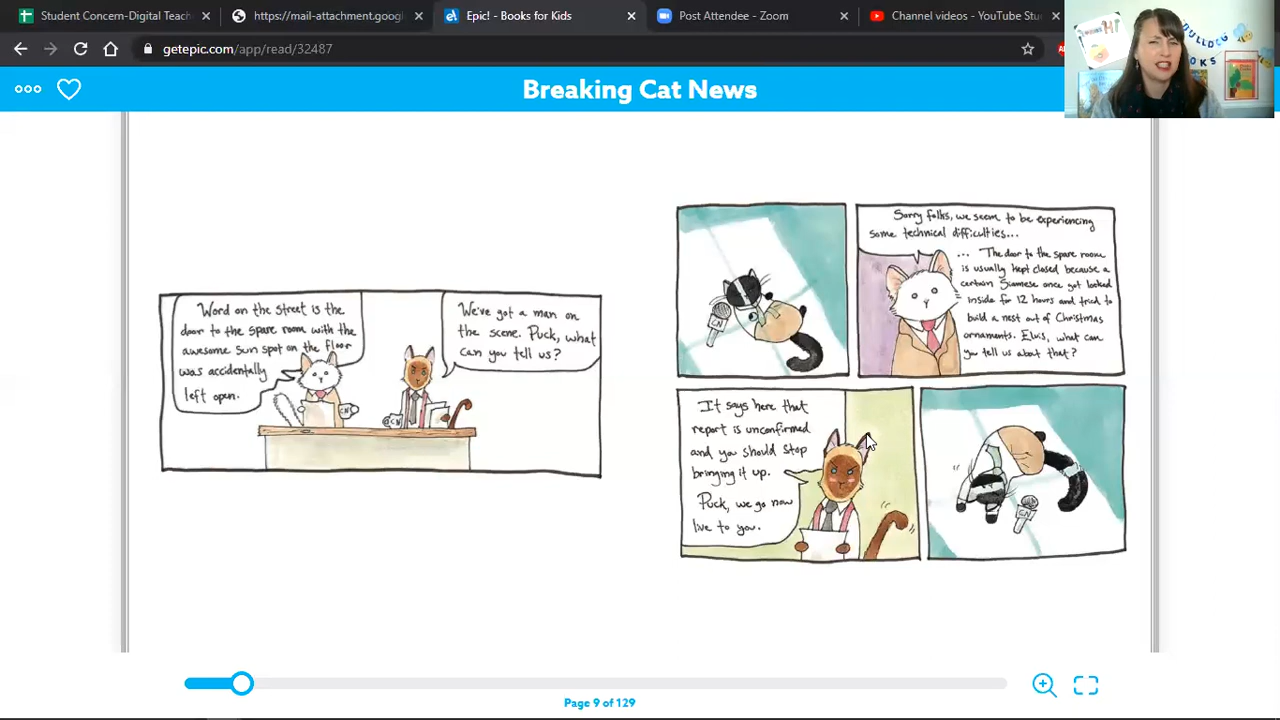 Student Concern-Digital Teach
https://mail-attachment.googl
Epic! - Books for Kids
Post Attendee - Zoom
Channel videos - YouTube Stu
getepic.com/app/read/32487
Breaking Cat News
Word on the street is the
door to the spare room with the
awesome sun spot on the floor
was accidentally
left open.
We've got a man on
the scene. Puck, what
can you tell us?
CN
CN
CN
Sorry folks, we seem to be experiencing
some technical difficulties...
... The door to the spare room
is usually kept closed because a
certain Siamese once got locked
inside for 12 hours and tried to
build a nest out of Christmas
ornaments. Elvis, what can
you tell us about that?
It says here that
report is unconfirmed
and you should stop
bringing it up.
Puck, we go now
live to you.
CN
Page 9 of 129